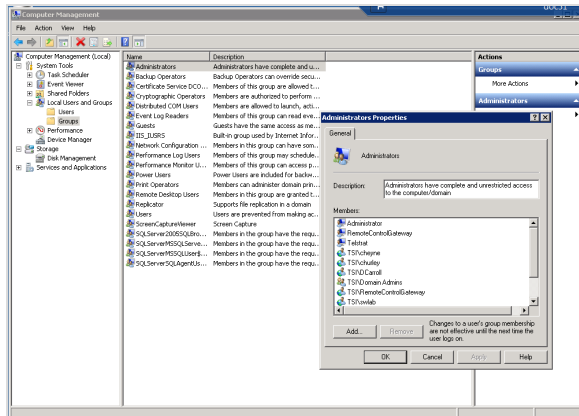 doc51
Computer Management
File Action View Help
Computer Management (Local)
System Tools
Task Scheduler
Event Viewer
Shared Folders
Local Users and Groups
Users
Groups
Performance
Device Manager
Storage
Disk Management
Services and Applications
Name Description
Administrators Administrators have complete and u...
Backup Operators Backup Operators can override secu...
Certificate Service DCO... Members of this group are allowed t...
Cryptographic Operators Members are authorized to perform ...
Distributed COM Users Members are allowed to launch, acti...
Event Log Readers Members of this group can read eve...
Guests Guests have the same access as me...
IIS_IUSRS Built-in group used by Internet Infor...
Network Configuration ... Members in this group can have som...
Performance Log Users Members of this group may schedule...
Performance Monitor U... Members of this group can access p...
Power Users Power Users are included for backw...
Print Operators Members can administer domain prin...
Remote Desktop Users Members in this group are granted t...
Replicator Supports file replication in a domain
Users Users are prevented from making ac...
ScreenCaptureViewer Screen Capture
SQLServer2005SQLBro... Members in the group have the requ...
SQLServerMSSQLServe... Members in the group have the requ...
SQLServerMSSQLUser$... Members in the group have the requ...
SQLServerSQLAgentUs... Members in the group have the requ...
Actions
Groups
More Actions
Administrators
Administrators Properties
General
Administrators
Description: Administrators have complete and unrestricted access
to the computer/domain
Members:
Administrator
RemoteControlGateway
Telstrat
TSI\cheyne
TSI\churley
TSI\DCarroll
TSI\Domain Admins
TSI\RemoteControlGateway
TSI\swlab
Add... Remove
Changes to a user's group membership
are not effective until the next time the
user logs on.
OK Cancel Apply Help